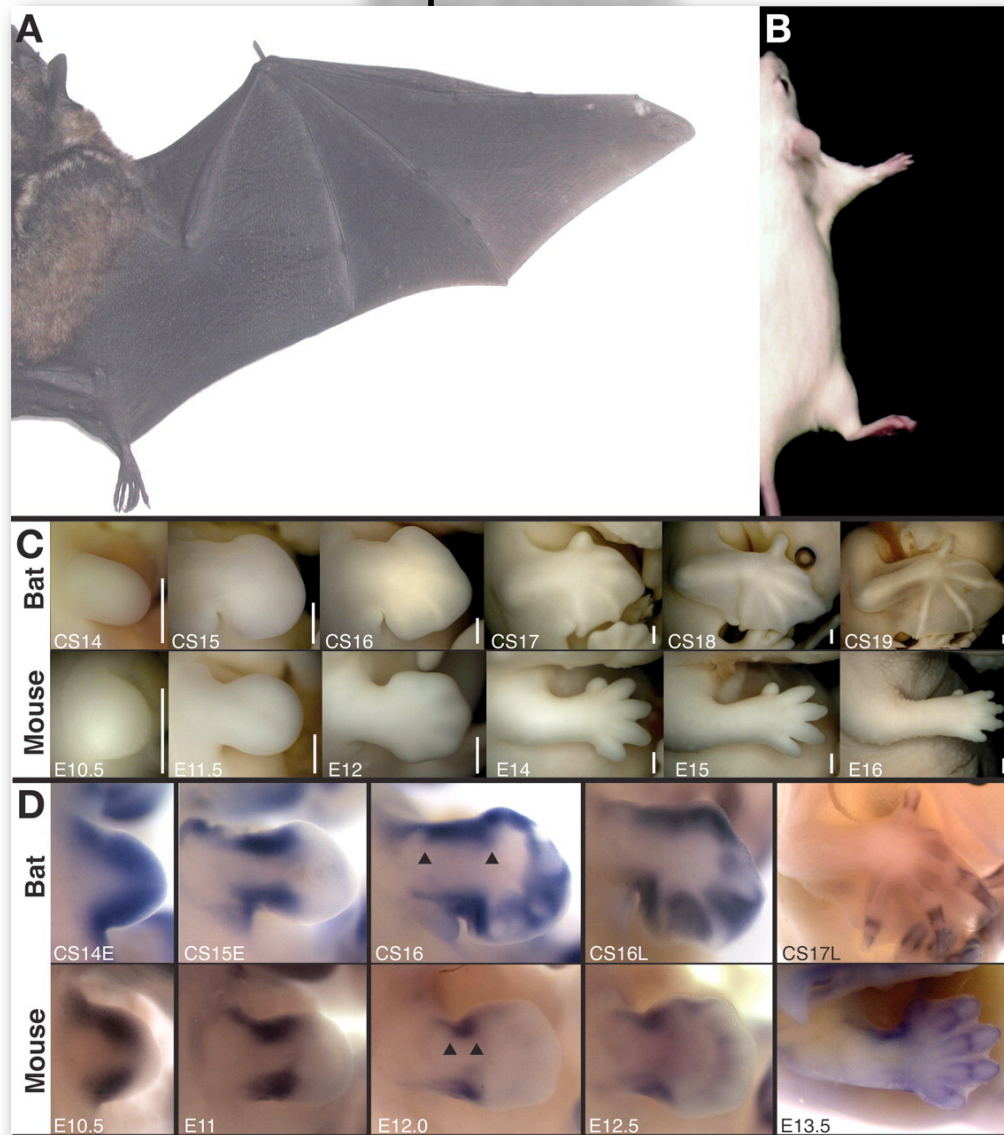 A
B
C
Bat
CS14
CS15
CS16
CS17
CS18
CS19
Mouse
E10.5
E11.5
E12
E14
E15
E16
D
Bat
CS14E
CS15E
CS16
CS16L
CS17L
Mouse
E10.5
E11
E12.0
E12.5
E13.5